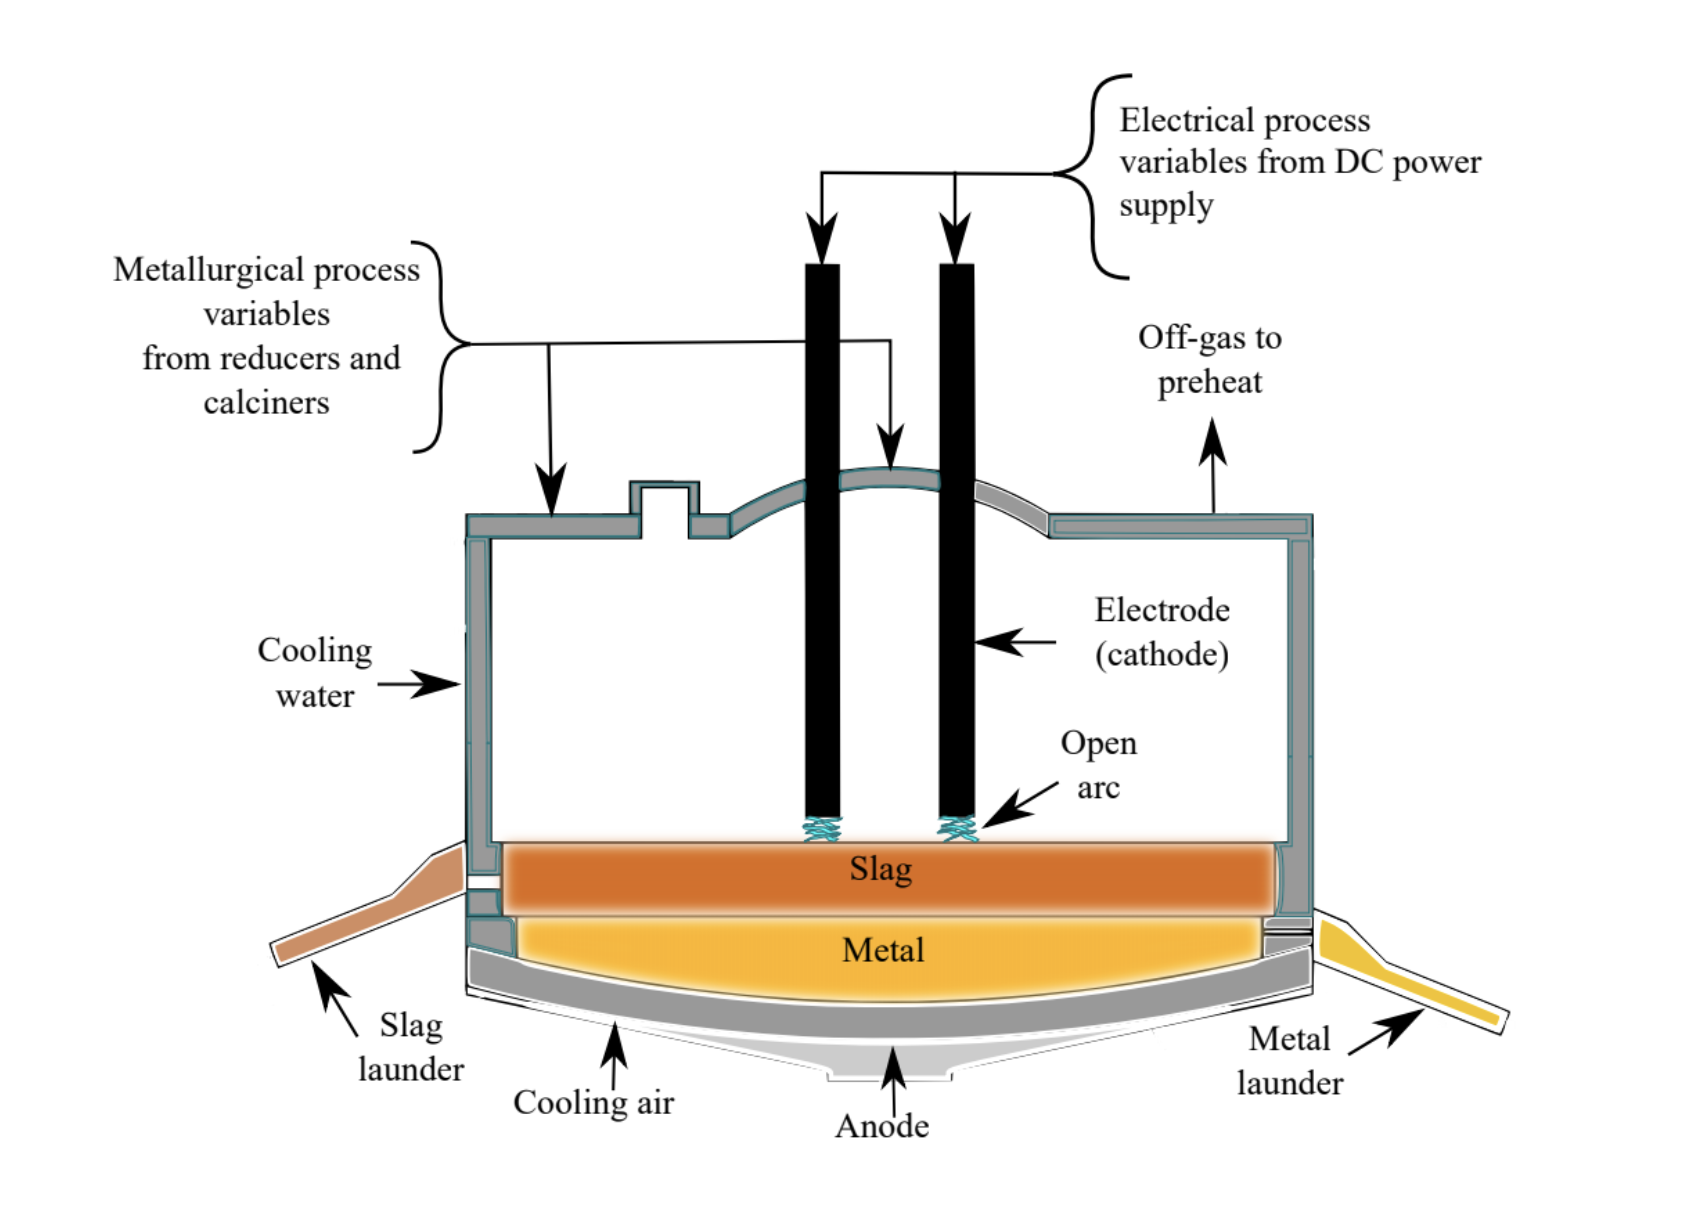 Electrical process
variables from DC power
supply
Metallurgical process
variables
from reducers and
calciners
Off-gas to
preheat
Electrode
(cathode)
Cooling
water
Open
arc
Slag
Metal
Slag
launder
Cooling air
Anode
Metal
launder